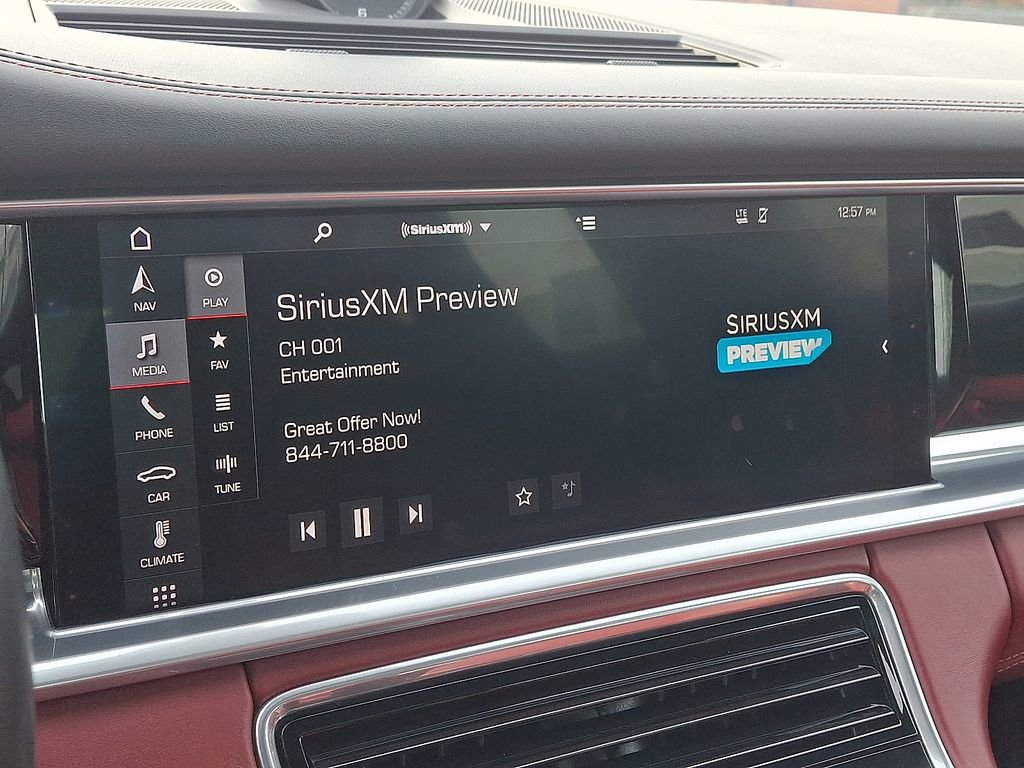 6
((SiriusXM))
LTE
12:57 PM
NAV
PLAY
MEDIA
FAV
PHONE
LIST
CAR
TUNE
CLIMATE
SiriusXM Preview
CH 001
Entertainment
Great Offer Now!
844-711-8800
SIRIUSXM
PREVIEW